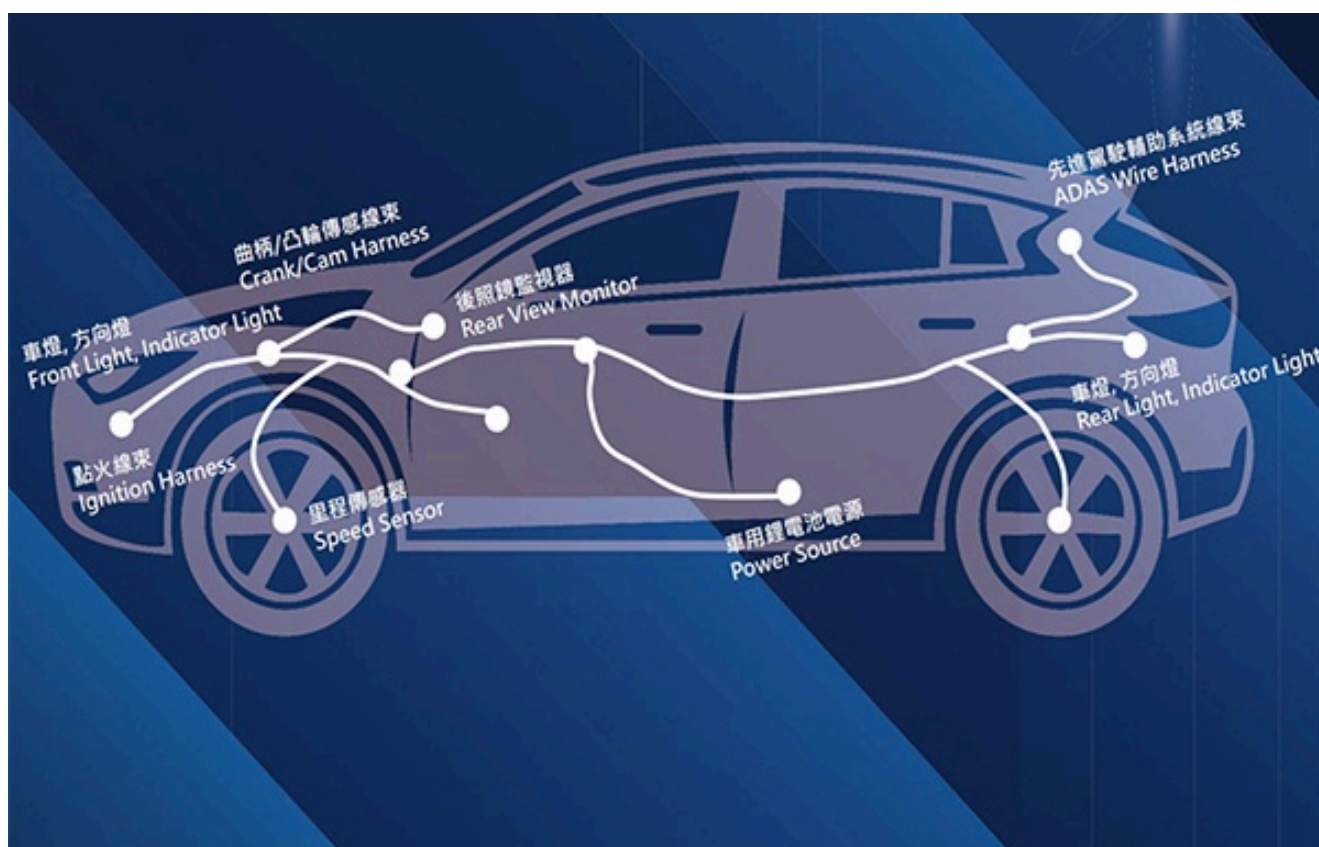 先進駕駛輔助系統線束
ADAS Wire Harness
曲柄/凸輪傳感線束
Crank/Cam Harness
後照鏡監視器
Rear View Monitor
車燈, 方向燈
Front Light, Indicator Light
車燈, 方向燈
Rear Light, Indicator Light
點火線束
Ignition Harness
里程傳感器
Speed Sensor
車用鋰電池電源
Power Source